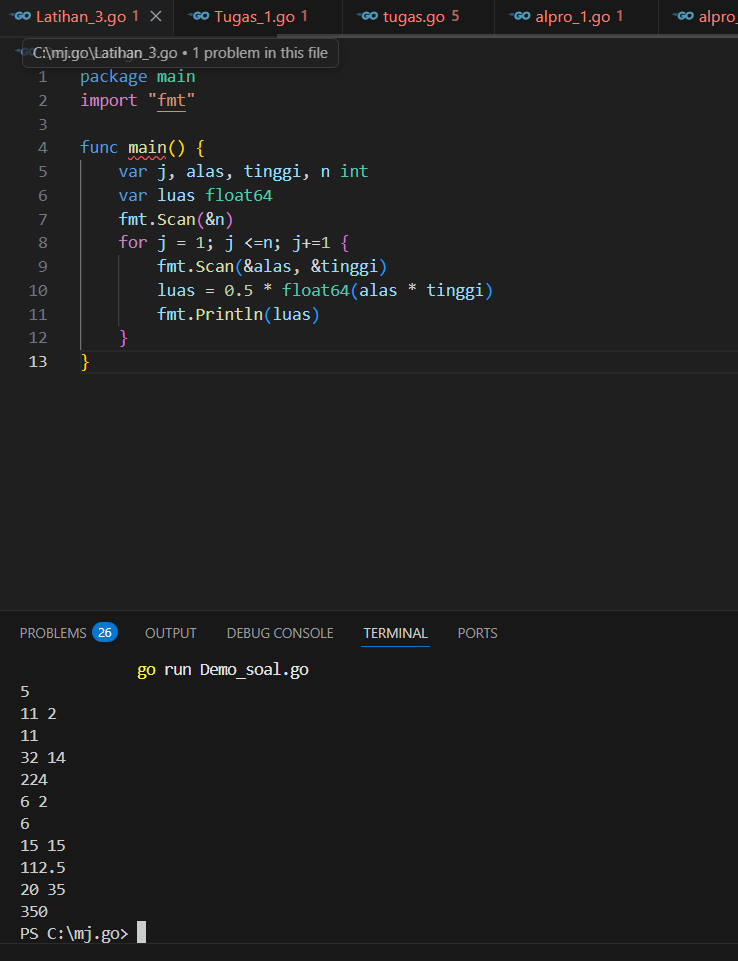 GO Latihan_3.go 1 × GO Tugas_1.go 1 GO tugas.go 5 GO alpro_1.go 1 GO alpro_
C:\mj.go\Latihan_3.go • 1 problem in this file
1 package main
2 import "fmt"
3
4 func main() {
5 var j, alas, tinggi, n int
6 var luas float64
7 fmt.Scan(&n)
8 for j = 1; j <=n; j+=1 {
9 fmt.Scan(&alas, &tinggi)
10 luas = 0.5 * float64(alas * tinggi)
11 fmt.Println(luas)
12 }
13 }
PROBLEMS 26 OUTPUT DEBUG CONSOLE TERMINAL PORTS
go run Demo_soal.go
5
11 2
11
32 14
224
6 2
6
15 15
112.5
20 35
350
PS C:\mj.go>